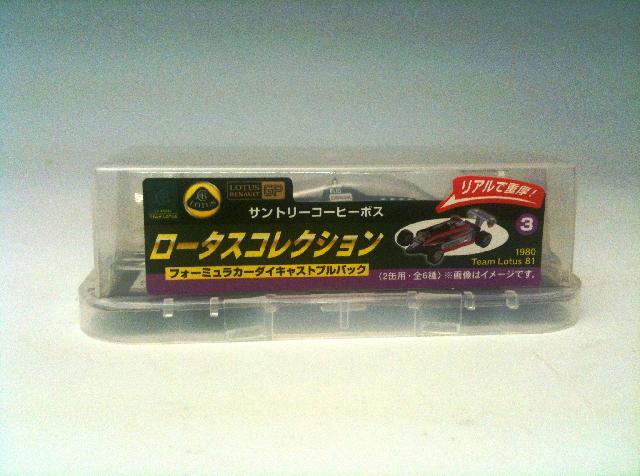 TEAM LOTUS
LOTUS
LOTUS
RENAULT GP
リアルで重厚!
サントリーコーヒーボス
ロータスコレクション
3
1980
Team Lotus 81
フォーミュラカーダイキャストプルバック
〈2缶用・全6種〉※画像はイメージです。